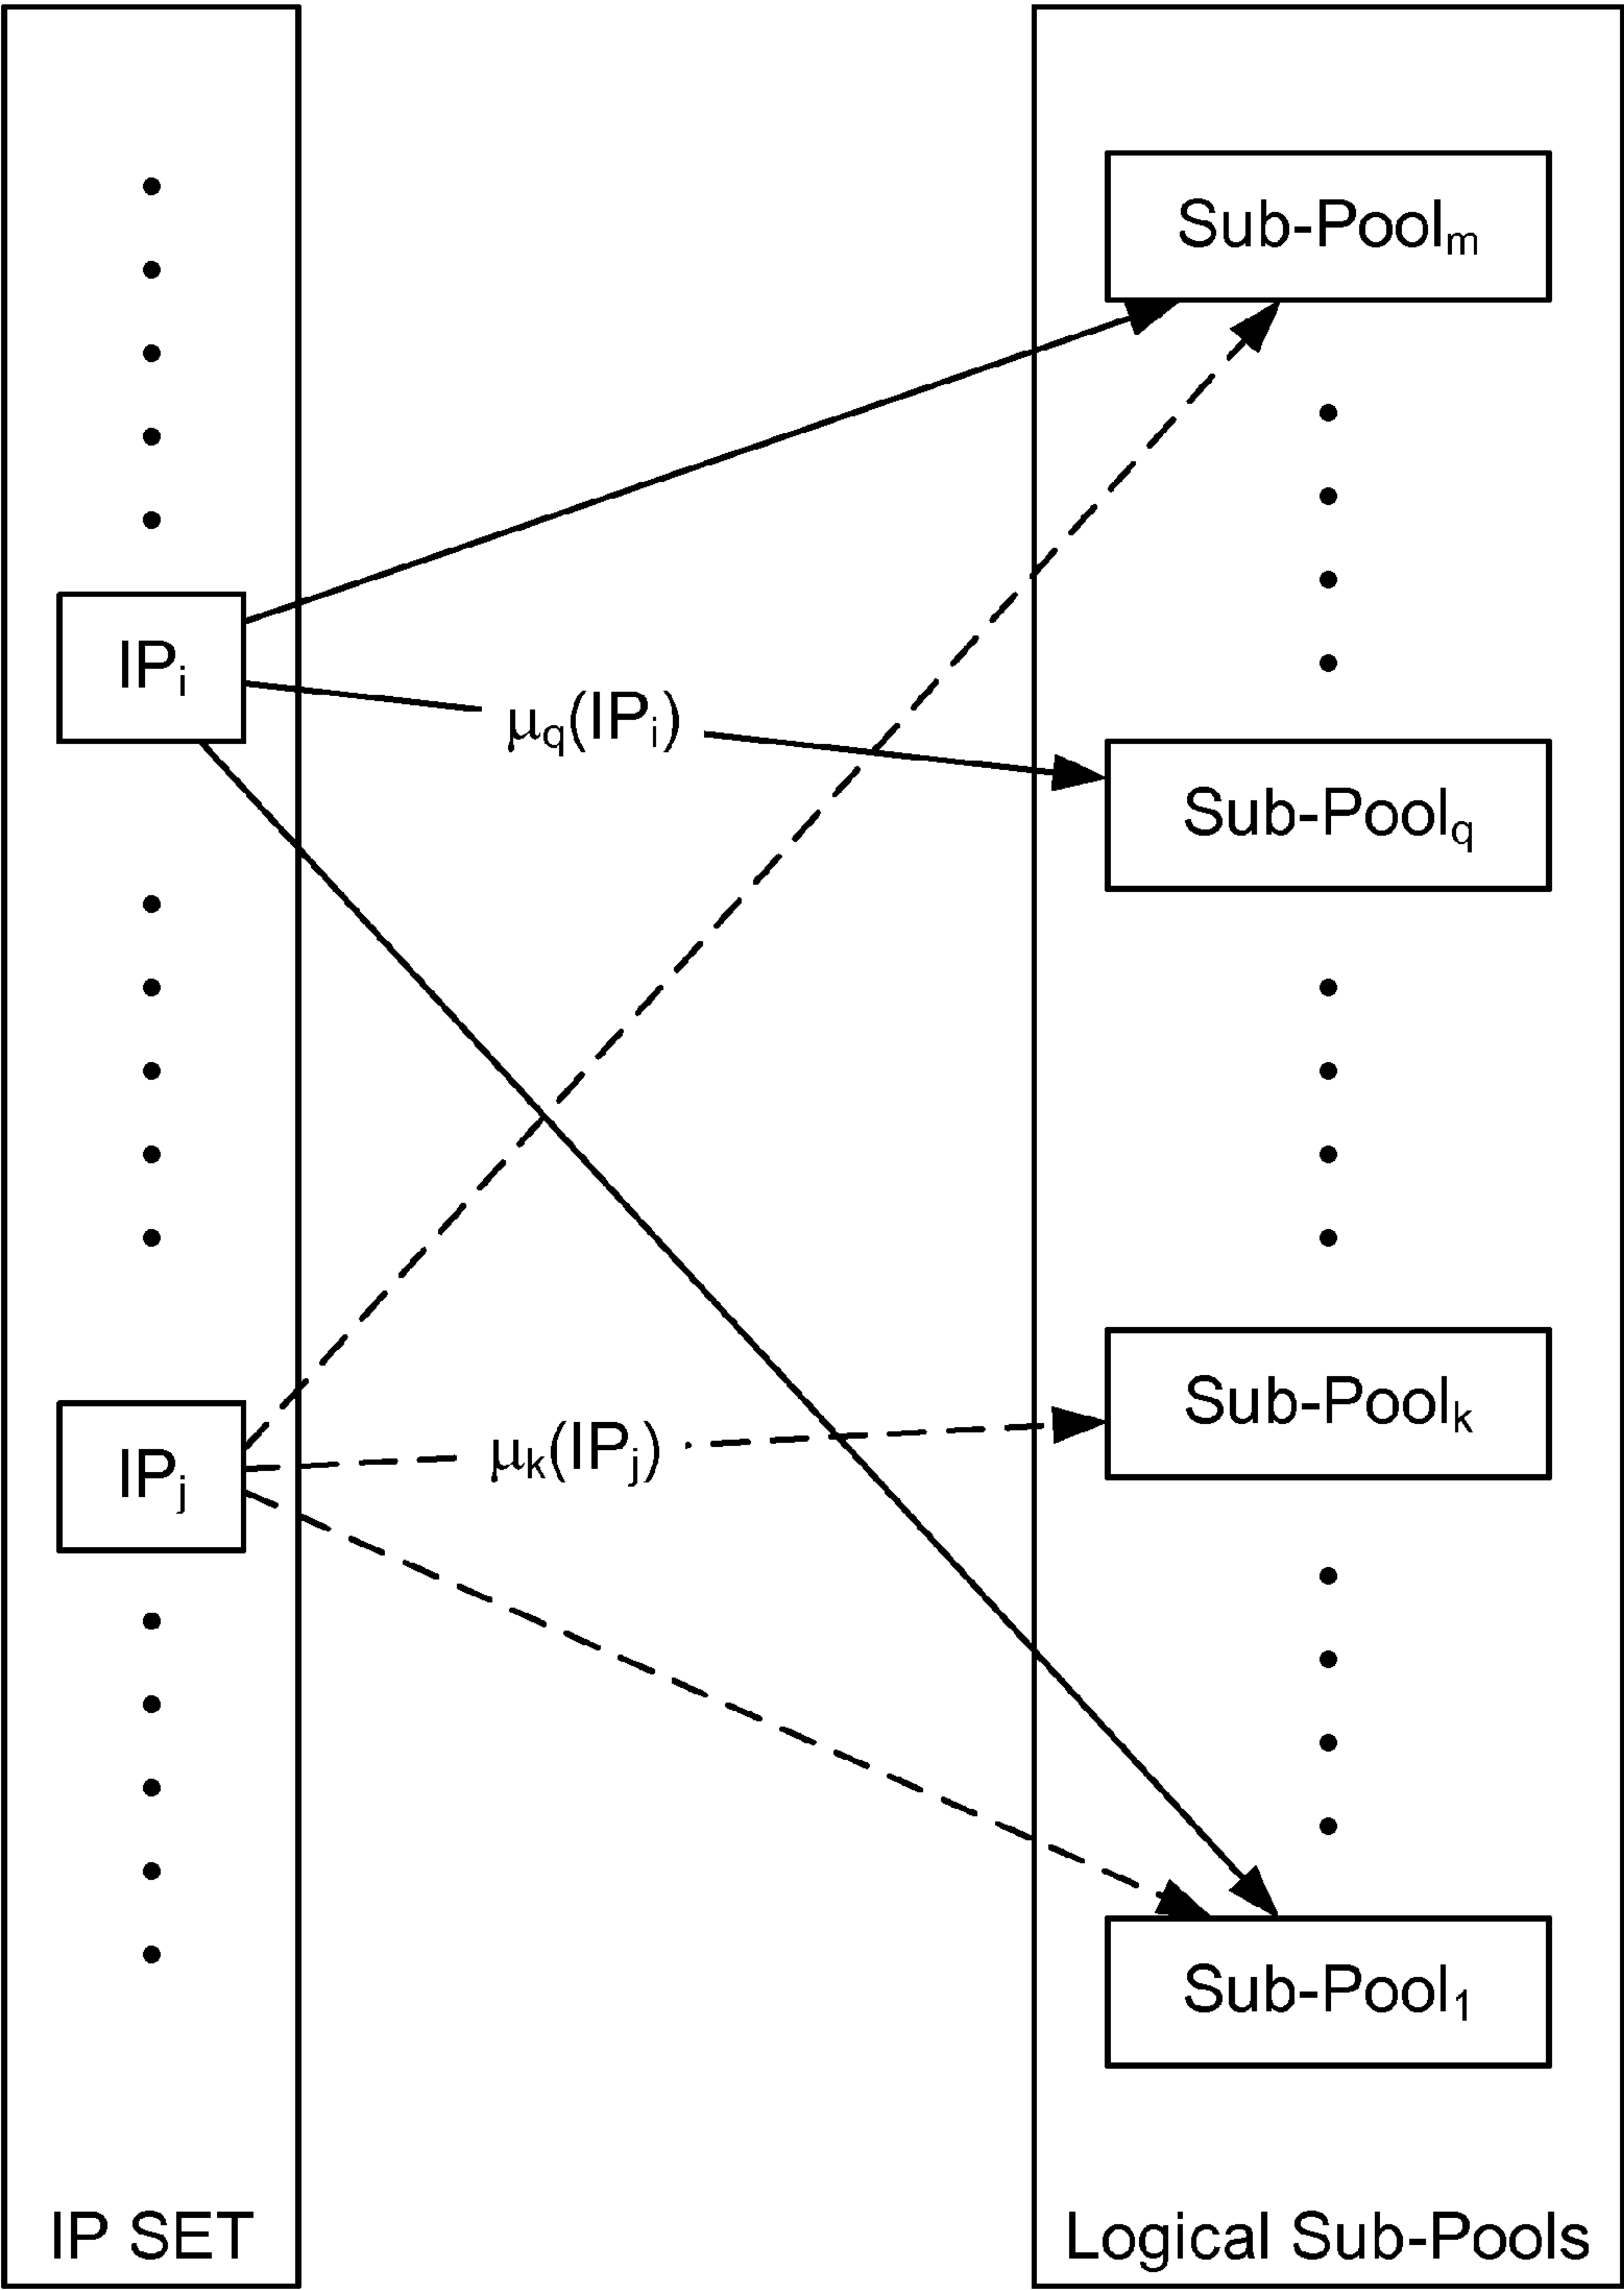 Sub-Poolₘ
IPᵢ
μq(IPᵢ)
Sub-Poolq
Sub-Poolₖ
IPⱼ
μₖ(IPⱼ)
Sub-Pool₁
IP SET
Logical Sub-Pools